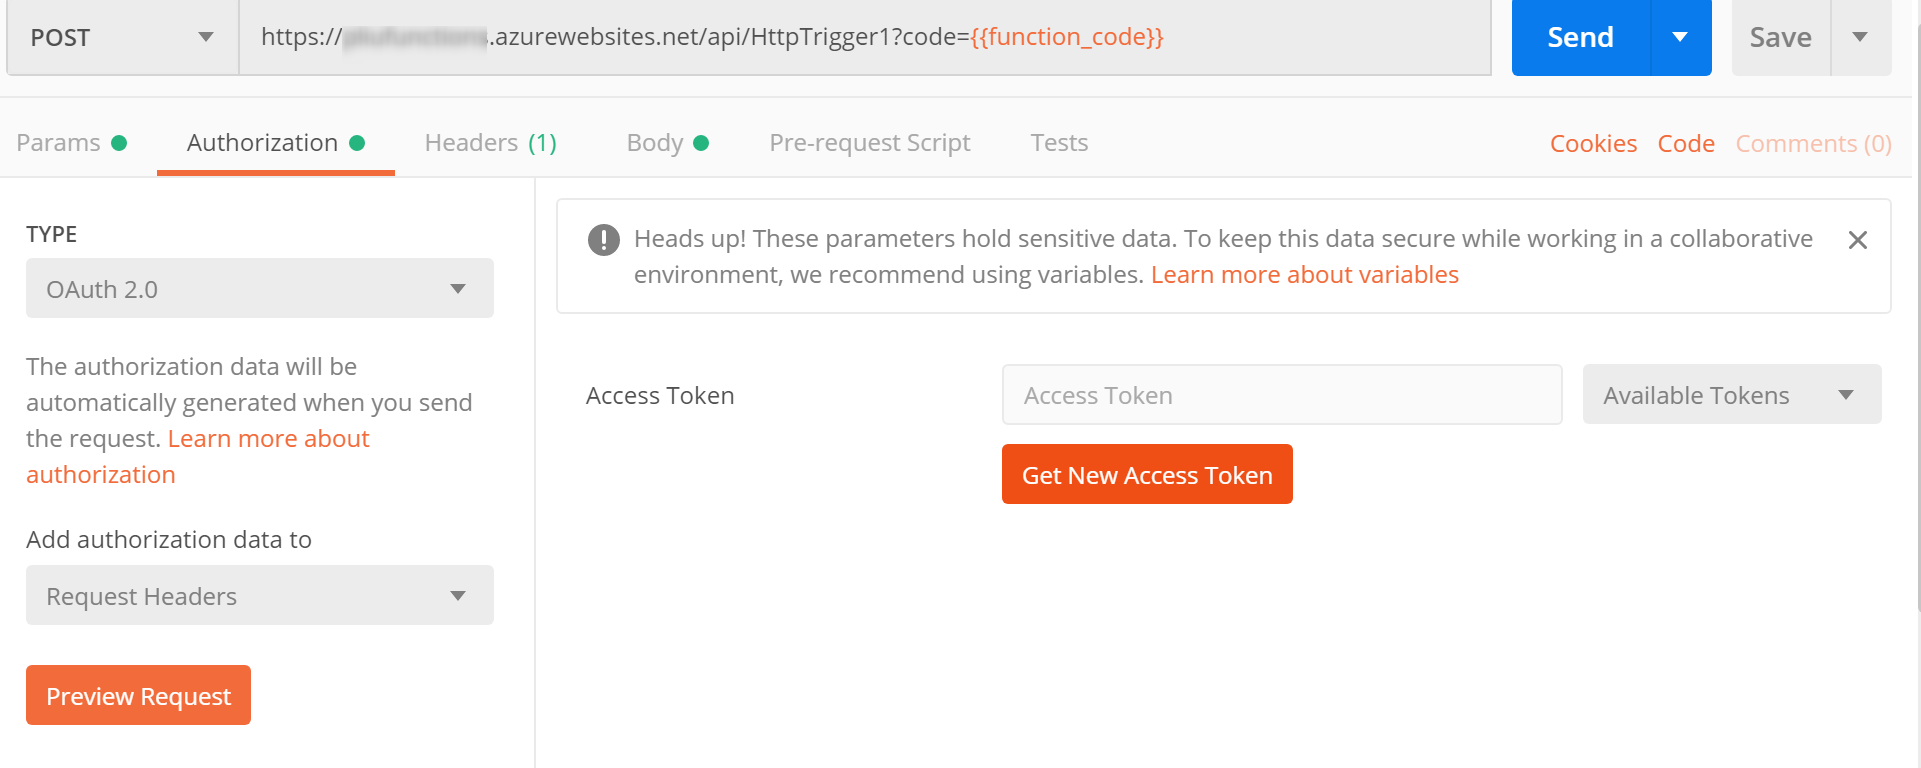 POST
https:// .azurewebsites.net/api/HttpTrigger1?code={{function_code}}
Send
Save
Params
Authorization
Headers (1)
Body
Pre-request Script
Tests
Cookies
Code
Comments (0)
TYPE
OAuth 2.0
The authorization data will be
automatically generated when you send
the request. Learn more about
authorization
Add authorization data to
Request Headers
Preview Request
Heads up! These parameters hold sensitive data. To keep this data secure while working in a collaborative
environment, we recommend using variables. Learn more about variables
Access Token
Access Token
Available Tokens
Get New Access Token